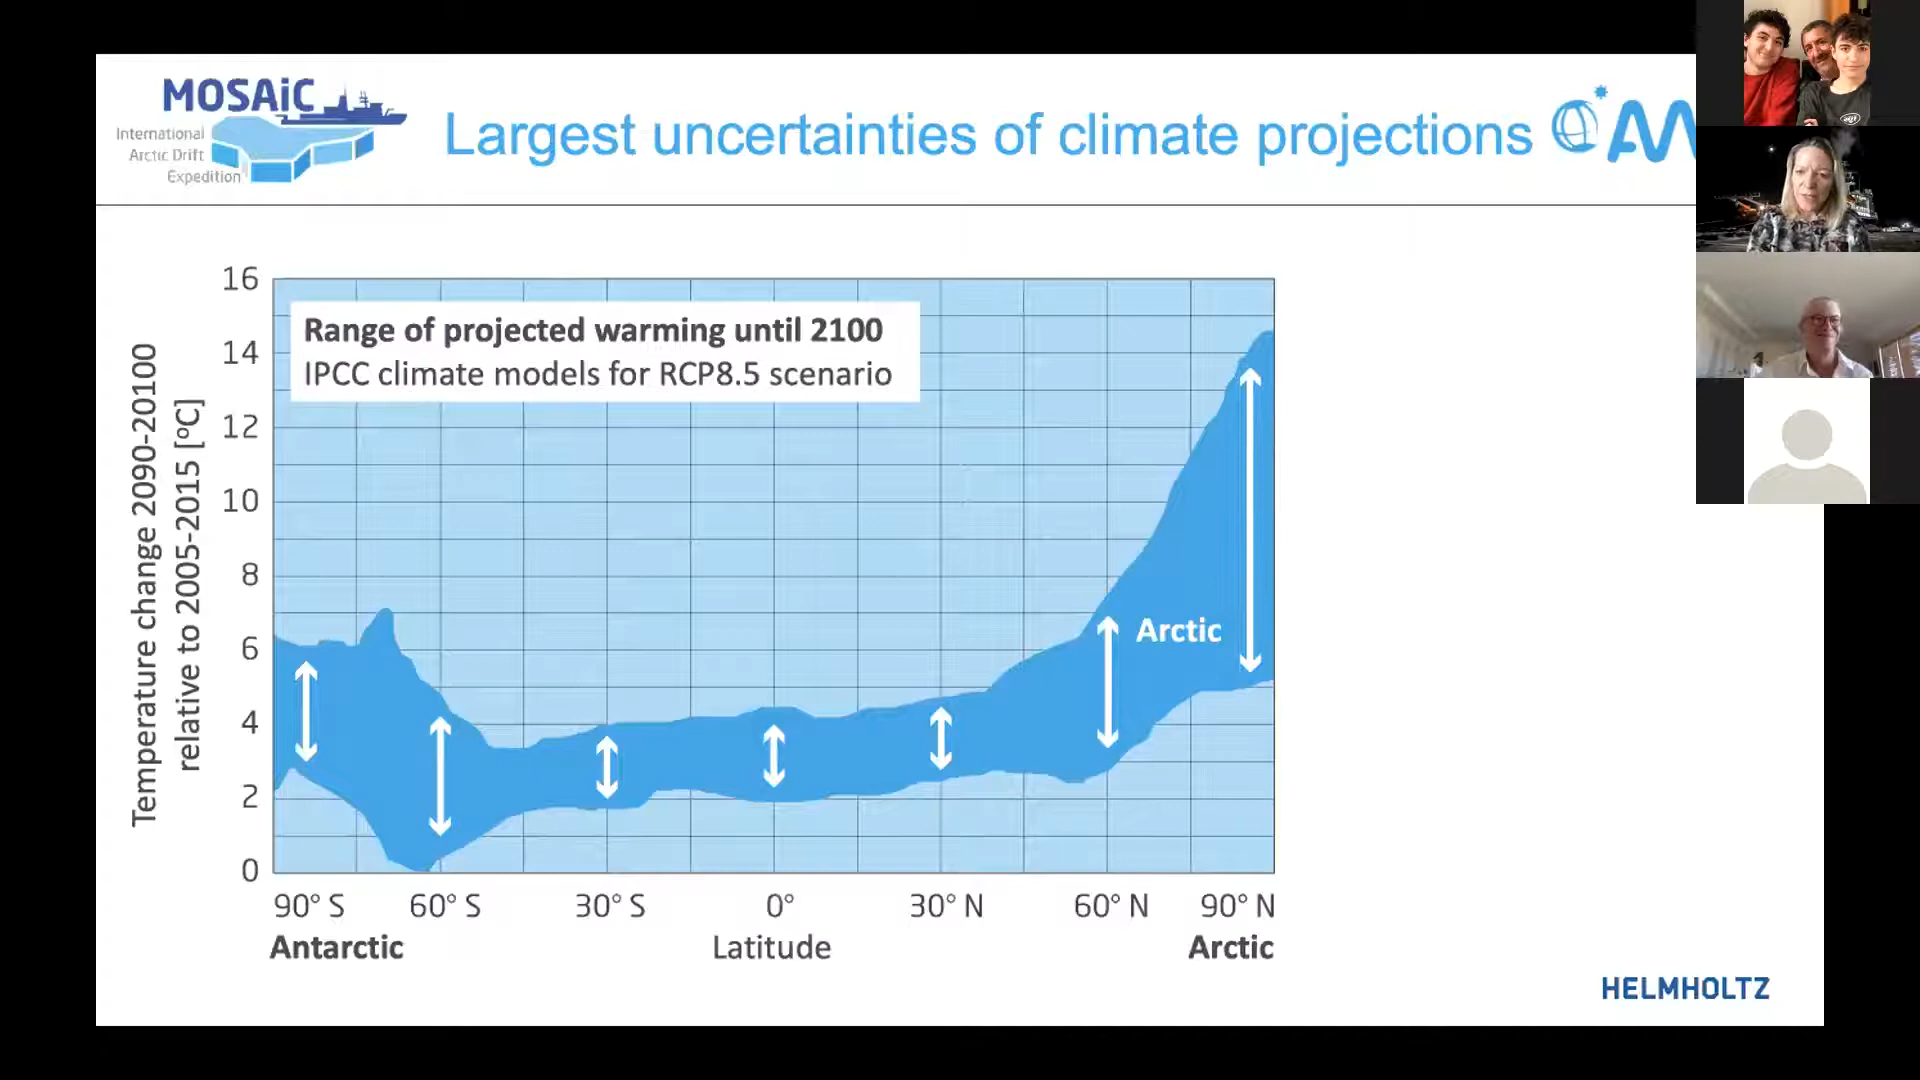 MOSAiC
International
Arctic Drift
Expedition
Largest uncertainties of climate projections
Range of projected warming until 2100
IPCC climate models for RCP8.5 scenario
Temperature change 2090-20100
relative to 2005-2015 [°C]
16
14
12
10
8
6
4
2
0
Arctic
90° S 60° S 30° S 0° 30° N 60° N 90° N
Antarctic Latitude Arctic
HELMHOLTZ